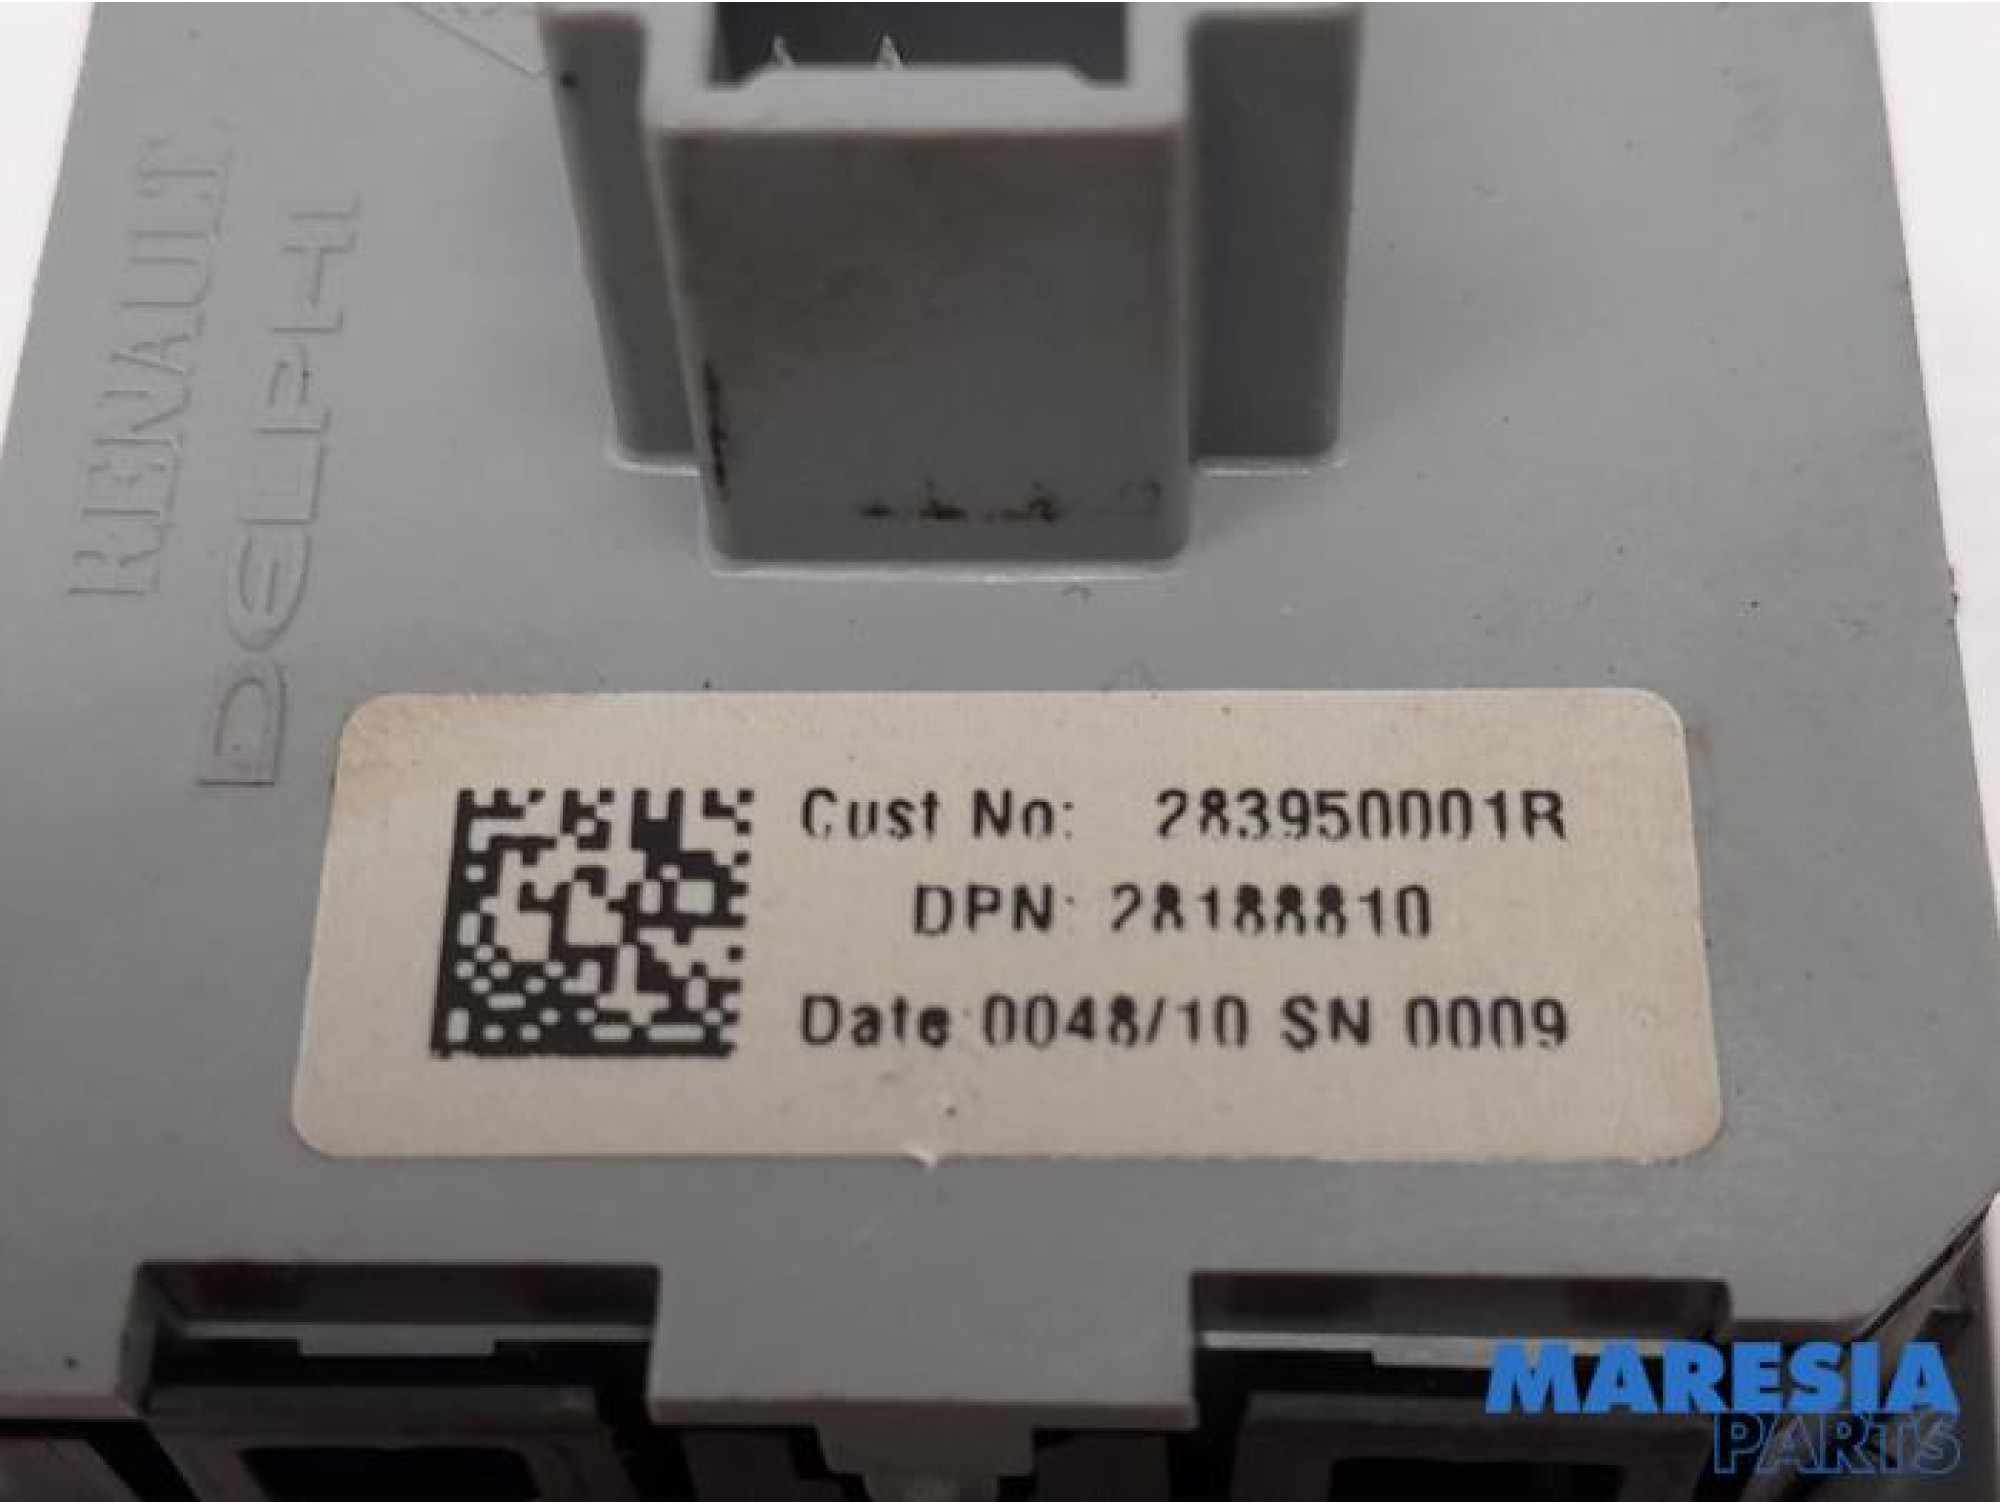 RENAULT
DELPHI
Cust No: 283950001R
DPN: 28188810
Date 0048/10 SN 0009
MARESIA
PARTS